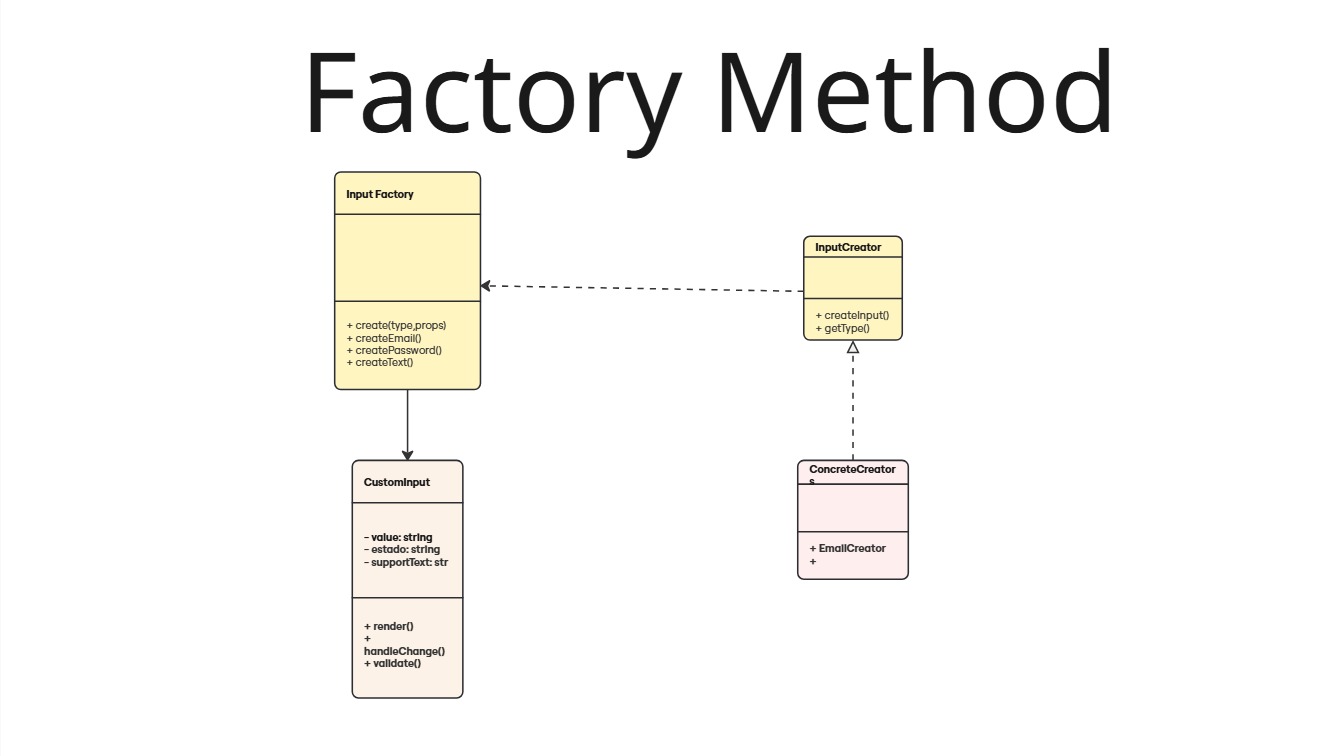 Factory Method
Input Factory
+ create(type,props)
+ createEmail()
+ createPassword()
+ createText()
InputCreator
+ createInput()
+ getType()
CustomInput
- value: string
- estado: string
- supportText: str
+ render()
+
handleChange()
+ validate()
ConcreteCreator
s
+ EmailCreator
+